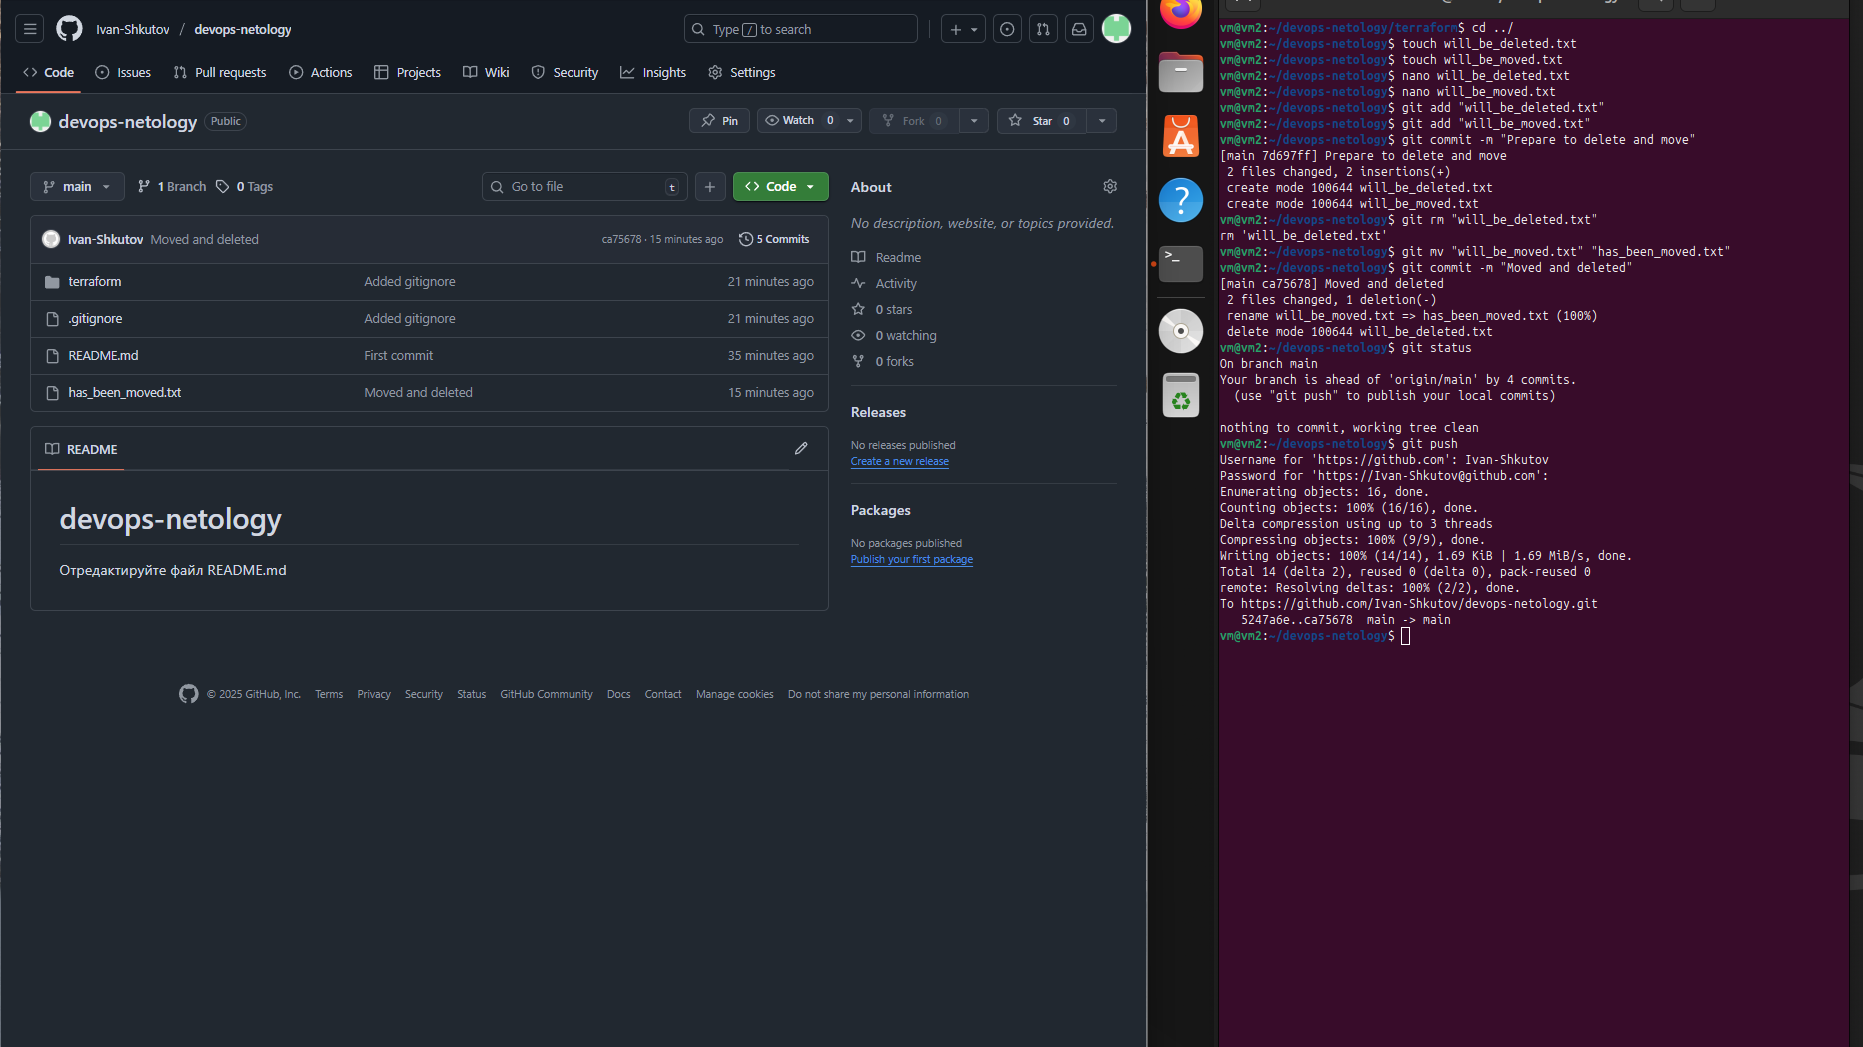 Ivan-Shkutov / devops-netology
Type / to search
Code
Issues
Pull requests
Actions
Projects
Wiki
Security
Insights
Settings
devops-netology
Public
Pin
Watch 0
Fork 0
Star 0
main
1 Branch
0 Tags
Go to file
t
Code
Ivan-Shkutov Moved and deleted
ca75678 · 15 minutes ago
5 Commits
terraform Added gitignore 21 minutes ago
.gitignore Added gitignore 21 minutes ago
README.md First commit 35 minutes ago
has_been_moved.txt Moved and deleted 15 minutes ago
README
devops-netology
Отредактируйте файл README.md
About
No description, website, or topics provided.
Readme
Activity
0 stars
0 watching
0 forks
Releases
No releases published
Create a new release
Packages
No packages published
Publish your first package
© 2025 GitHub, Inc. Terms Privacy Security Status GitHub Community Docs Contact Manage cookies Do not share my personal information
vm@vm2:~/devops-netology/terraform$ cd ../
vm@vm2:~/devops-netology$ touch will_be_deleted.txt
vm@vm2:~/devops-netology$ touch will_be_moved.txt
vm@vm2:~/devops-netology$ nano will_be_deleted.txt
vm@vm2:~/devops-netology$ nano will_be_moved.txt
vm@vm2:~/devops-netology$ git add "will_be_deleted.txt"
vm@vm2:~/devops-netology$ git add "will_be_moved.txt"
vm@vm2:~/devops-netology$ git commit -m "Prepare to delete and move"
[main 7d697ff] Prepare to delete and move
2 files changed, 2 insertions(+)
create mode 100644 will_be_deleted.txt
create mode 100644 will_be_moved.txt
vm@vm2:~/devops-netology$ git rm "will_be_deleted.txt"
rm 'will_be_deleted.txt'
vm@vm2:~/devops-netology$ git mv "will_be_moved.txt" "has_been_moved.txt"
vm@vm2:~/devops-netology$ git commit -m "Moved and deleted"
[main ca75678] Moved and deleted
2 files changed, 1 deletion(-)
rename will_be_moved.txt => has_been_moved.txt (100%)
delete mode 100644 will_be_deleted.txt
vm@vm2:~/devops-netology$ git status
On branch main
Your branch is ahead of 'origin/main' by 4 commits.
(use "git push" to publish your local commits)
nothing to commit, working tree clean
vm@vm2:~/devops-netology$ git push
Username for 'https://github.com': Ivan-Shkutov
Password for 'https://Ivan-Shkutov@github.com':
Enumerating objects: 16, done.
Counting objects: 100% (16/16), done.
Delta compression using up to 3 threads
Compressing objects: 100% (9/9), done.
Writing objects: 100% (14/14), 1.69 KiB | 1.69 MiB/s, done.
Total 14 (delta 2), reused 0 (delta 0), pack-reused 0
remote: Resolving deltas: 100% (2/2), done.
To https://github.com/Ivan-Shkutov/devops-netology.git
5247a6e..ca75678 main -> main
vm@vm2:~/devops-netology$